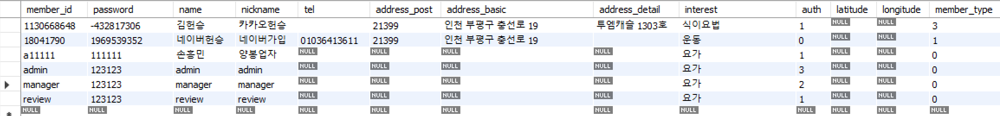 member_id password name nickname tel address_post address_basic address_detail interest auth latitude longitude member_type
1130668648 -432817306 김헌승 카카오헌승 21399 인천 부평구 충선로 19 투엠캐슬 1303호 식이요법 1 NULL NULL 3
18041790 1969539352 네이버헌승 네이버가입 01036413611 21399 인천 부평구 충선로 19 운동 0 NULL NULL 1
a11111 111111 손흥민 양봉업자 NULL NULL NULL NULL 요가 1 NULL NULL 0
admin 123123 admin admin NULL NULL NULL NULL 요가 3 NULL NULL 0
manager 123123 manager manager NULL NULL NULL NULL 요가 2 NULL NULL 0
review 123123 review review NULL NULL NULL NULL 요가 1 NULL NULL 0
NULL NULL NULL NULL NULL NULL NULL NULL NULL NULL NULL NULL NULL